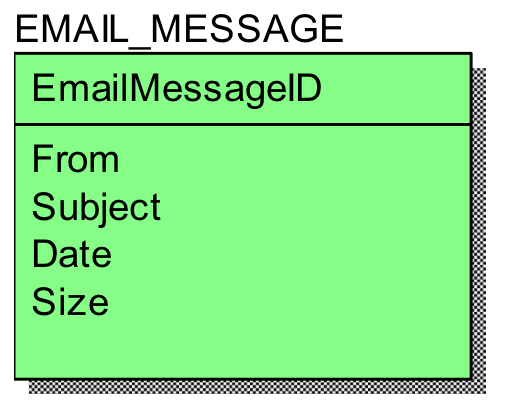 EMAIL_MESSAGE
EmailMessageID
From
Subject
Date
Size